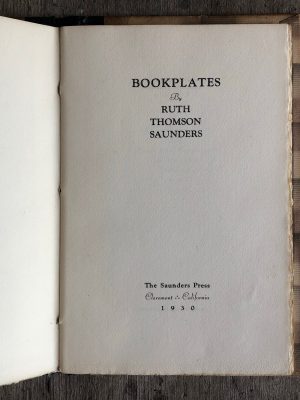 BOOKPLATES
By
RUTH
THOMSON
SAUNDERS
The Saunders Press
Claremont ∴ California
1930